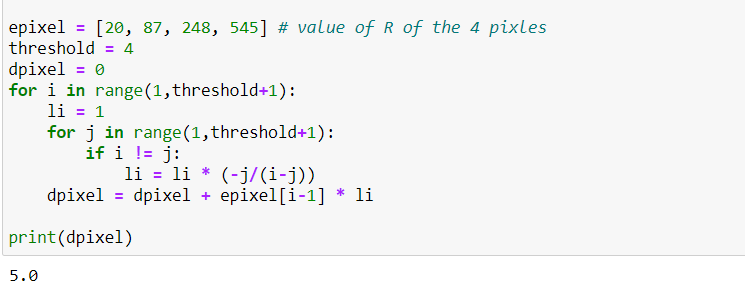 epixel = [20, 87, 248, 545] # value of R of the 4 pixles
threshold = 4
dpixel = 0
for i in range(1,threshold+1):
    li = 1
    for j in range(1,threshold+1):
        if i != j:
            li = li * (-j/(i-j))
    dpixel = dpixel + epixel[i-1] * li
print(dpixel)
5.0